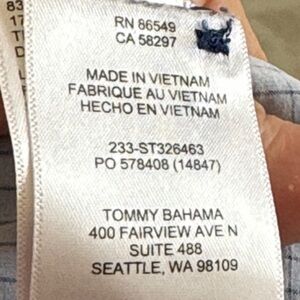 RN 86549
CA 58297
MADE IN VIETNAM
FABRIQUE AU VIETNAM
HECHO EN VIETNAM
233-ST326463
PO 578408 (14847)
TOMMY BAHAMA
400 FAIRVIEW AVE N
SUITE 488
SEATTLE, WA 98109